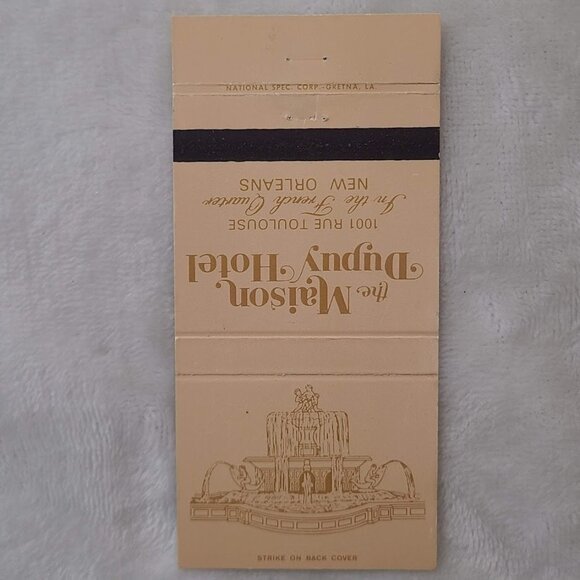 NATIONAL SPEC. CORP.-GRETNA, LA.
the Maison
Dupuy Hotel
1001 RUE TOULOUSE
In the French Quarter
NEW ORLEANS
STRIKE ON BACK COVER